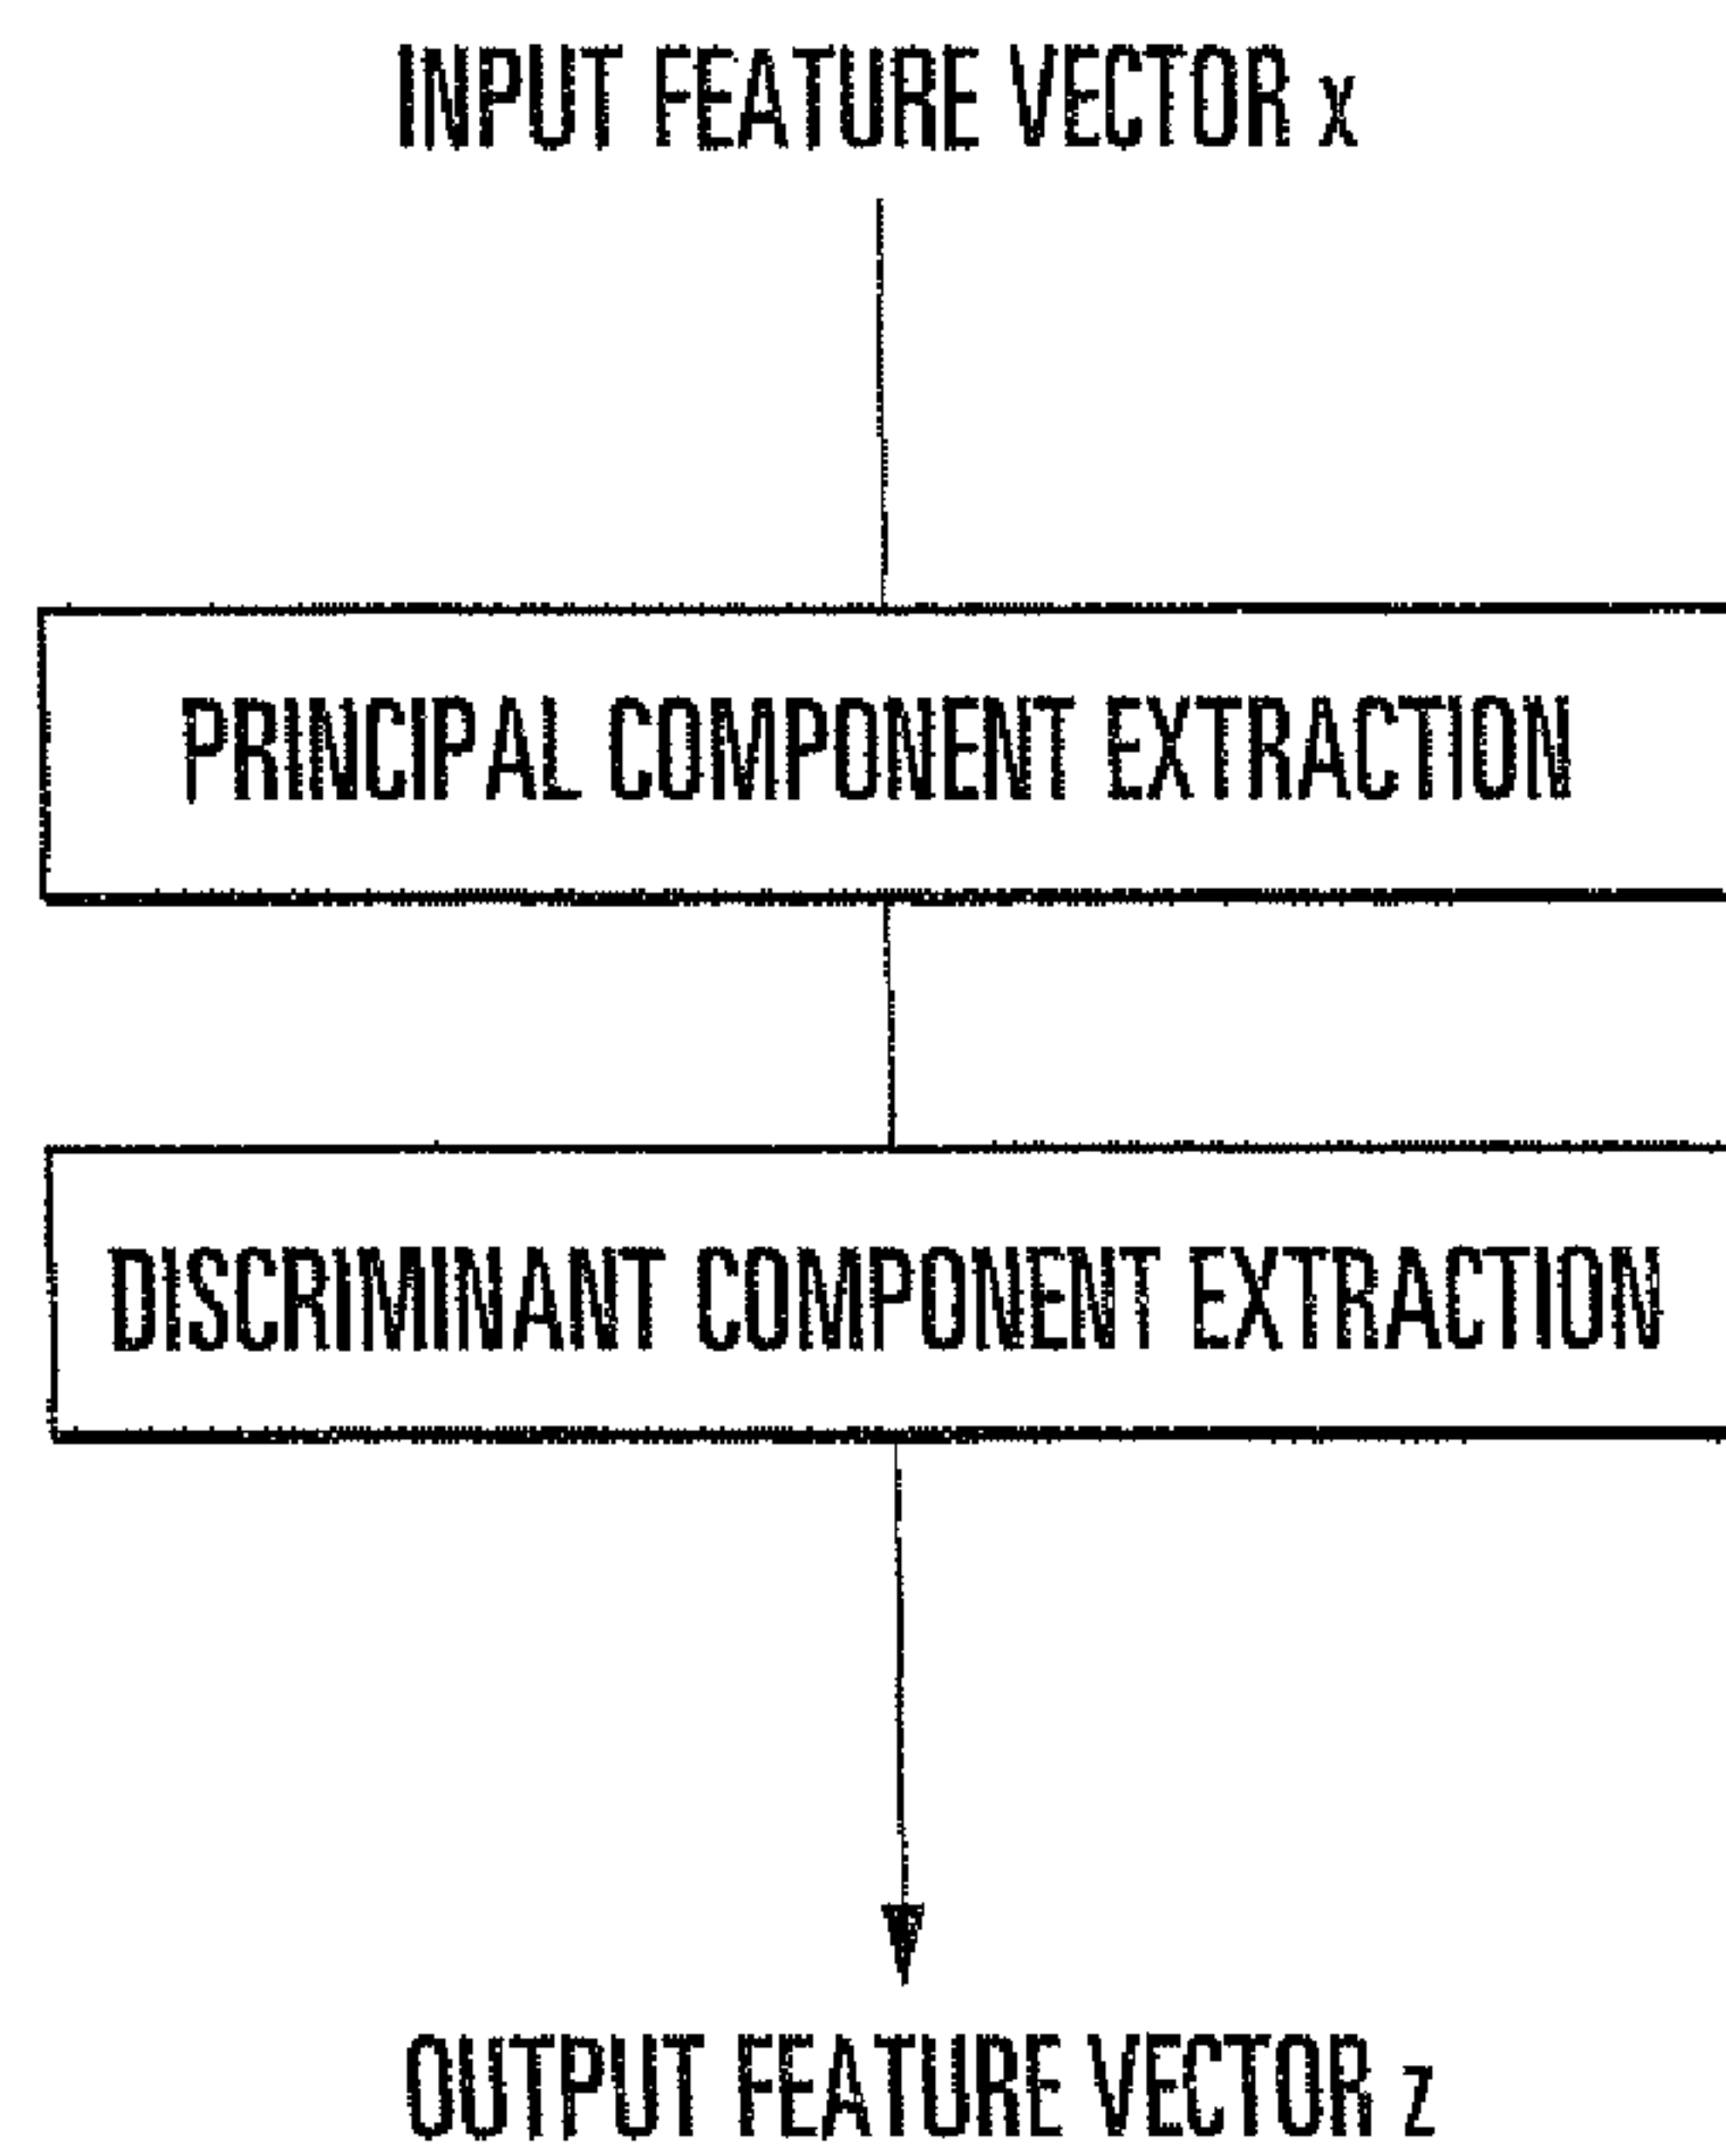 INPUT FEATURE VECTOR x
PRINCIPAL COMPONENT EXTRACTION
DISCRIMINANT COMPONENT EXTRACTION
OUTPUT FEATURE VECTOR z